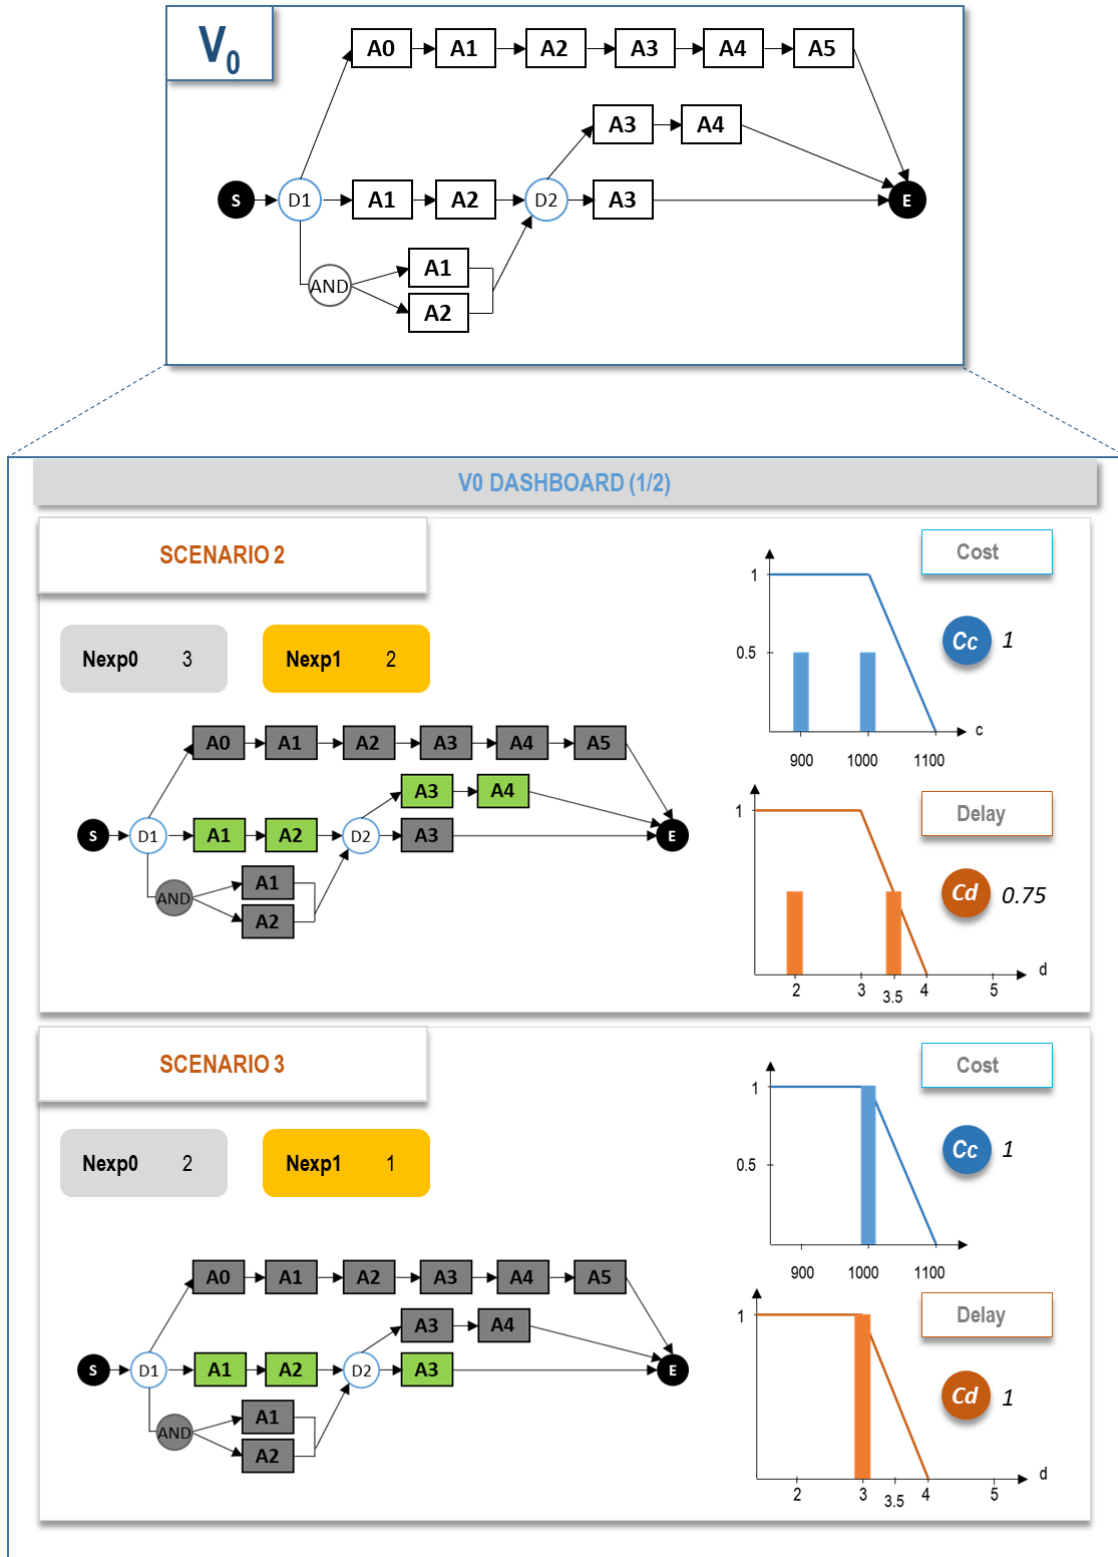 V0
A0 A1 A2 A3 A4 A5
A3 A4
S D1 A1 A2 D2 A3 E
AND A1
A2
V0 DASHBOARD (1/2)
SCENARIO 2
Nexp0 3 Nexp1 2
A0 A1 A2 A3 A4 A5
A3 A4
S D1 A1 A2 D2 A3 E
AND A1
A2
Cost
1
0.5
Cc 1
c
900 1000 1100
Delay
1
Cd 0.75
d
2 3 3.5 4 5
SCENARIO 3
Nexp0 2 Nexp1 1
A0 A1 A2 A3 A4 A5
A3 A4
S D1 A1 A2 D2 A3 E
AND A1
A2
Cost
1
0.5
Cc 1
900 1000 1100
Delay
1
Cd 1
d
2 3 3.5 4 5